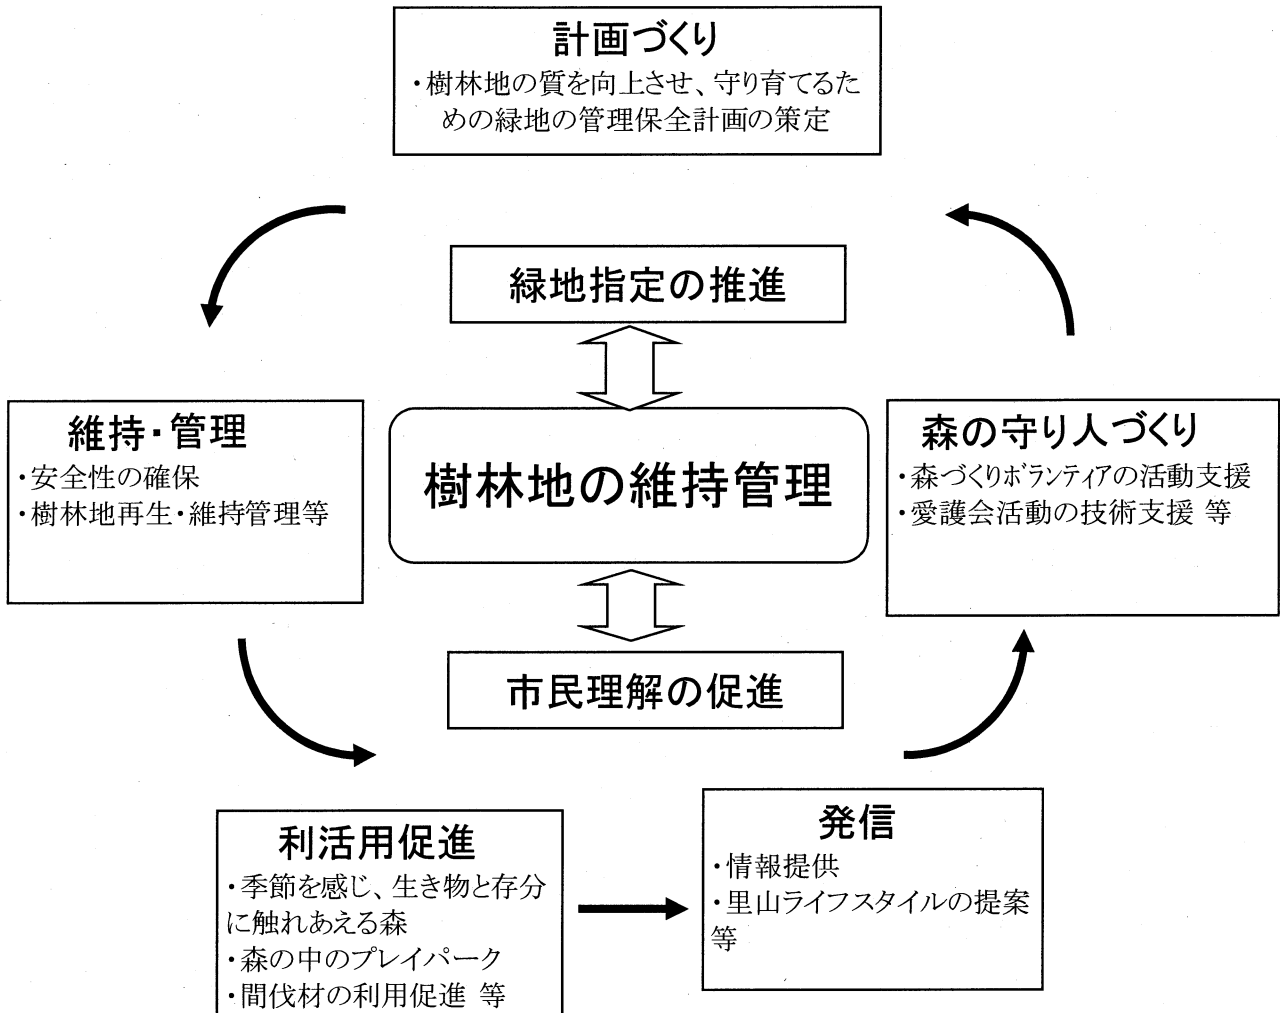 計画づくり
・樹林地の質を向上させ、守り育てるた
めの緑地の管理保全計画の策定
緑地指定の推進
維持・管理
・安全性の確保
・樹林地再生・維持管理等
樹林地の維持管理
森の守り人づくり
・森づくりボランティアの活動支援
・愛護会活動の技術支援 等
市民理解の促進
利活用促進
・季節を感じ、生き物と存分
に触れあえる森
・森の中のプレイパーク
・間伐材の利用促進 等
発信
・情報提供
・里山ライフスタイルの提案
等